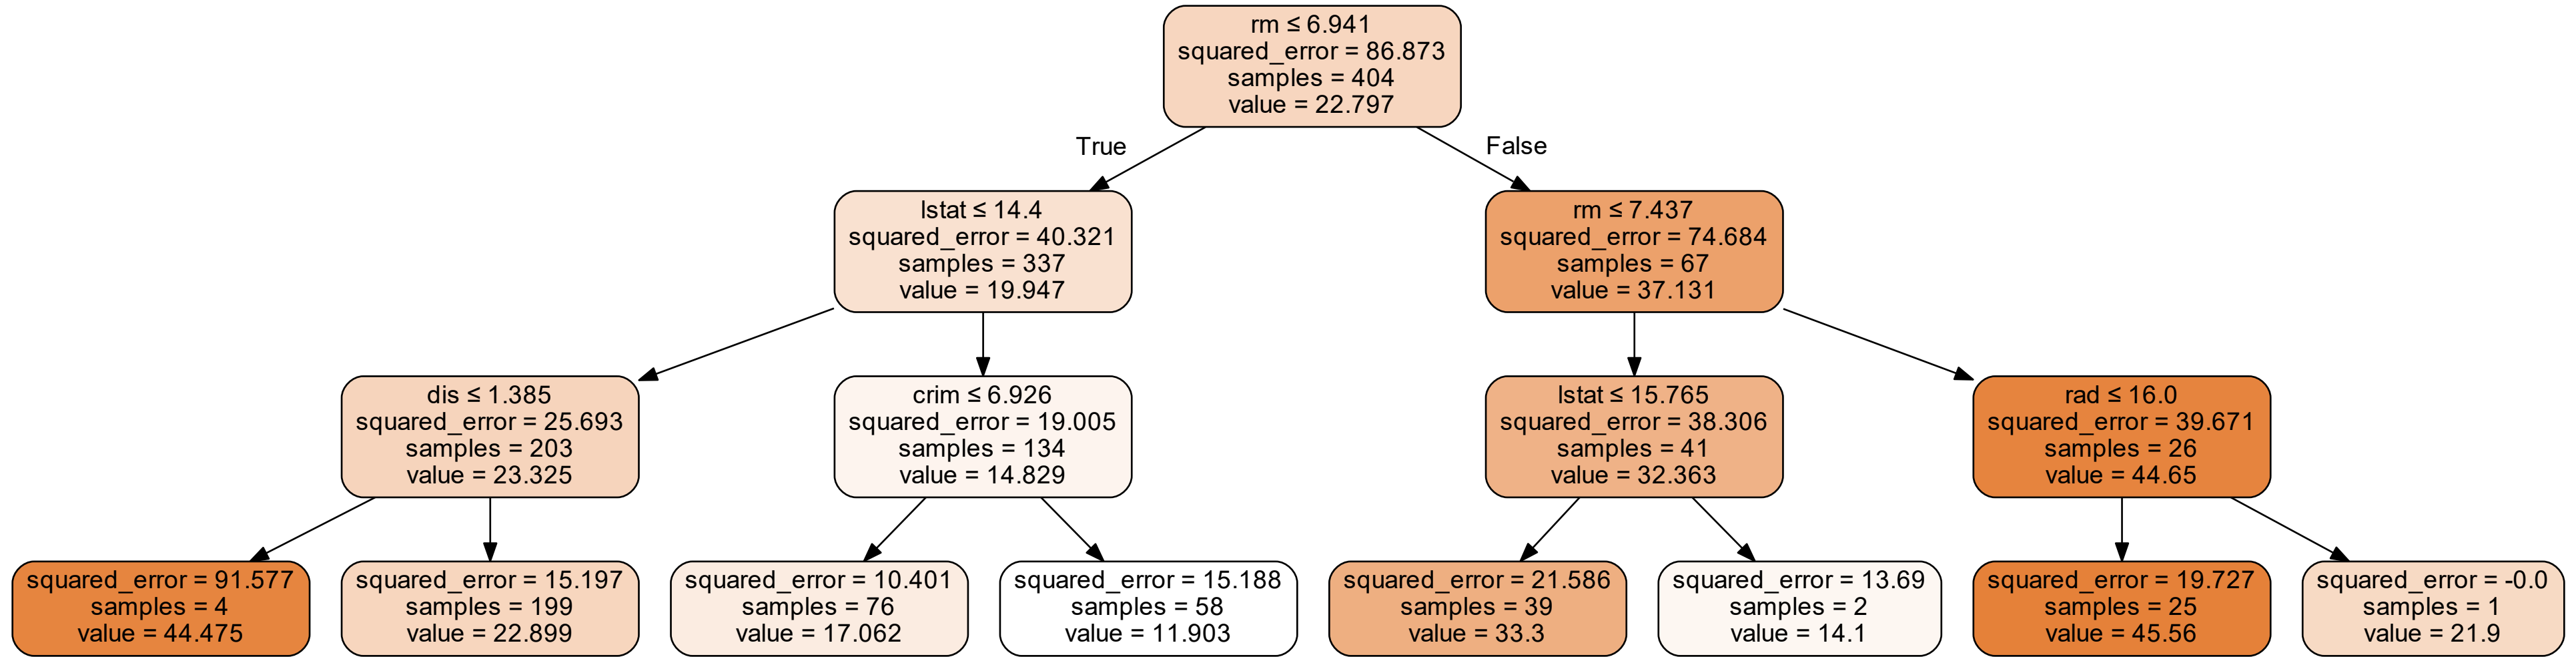 rm ≤ 6.941
squared_error = 86.873
samples = 404
value = 22.797
True
False
lstat ≤ 14.4
squared_error = 40.321
samples = 337
value = 19.947
rm ≤ 7.437
squared_error = 74.684
samples = 67
value = 37.131
dis ≤ 1.385
squared_error = 25.693
samples = 203
value = 23.325
crim ≤ 6.926
squared_error = 19.005
samples = 134
value = 14.829
lstat ≤ 15.765
squared_error = 38.306
samples = 41
value = 32.363
rad ≤ 16.0
squared_error = 39.671
samples = 26
value = 44.65
squared_error = 91.577
samples = 4
value = 44.475
squared_error = 15.197
samples = 199
value = 22.899
squared_error = 10.401
samples = 76
value = 17.062
squared_error = 15.188
samples = 58
value = 11.903
squared_error = 21.586
samples = 39
value = 33.3
squared_error = 13.69
samples = 2
value = 14.1
squared_error = 19.727
samples = 25
value = 45.56
squared_error = -0.0
samples = 1
value = 21.9